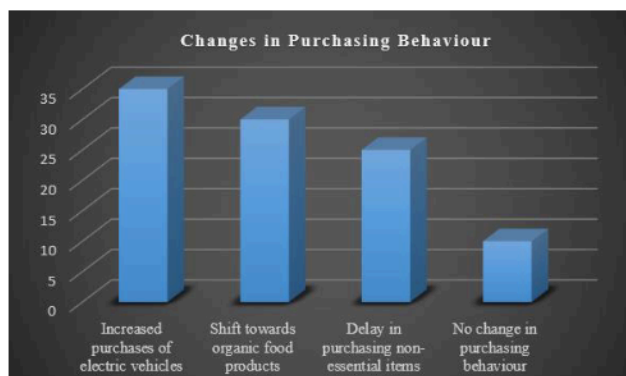 Changes in Purchasing Behaviour
35
30
25
20
15
10
5
0
Increased
purchases of
electric vehicles
Shift towards
organic food
products
Delay in
purchasing non-
essential items
No change in
purchasing
behaviour